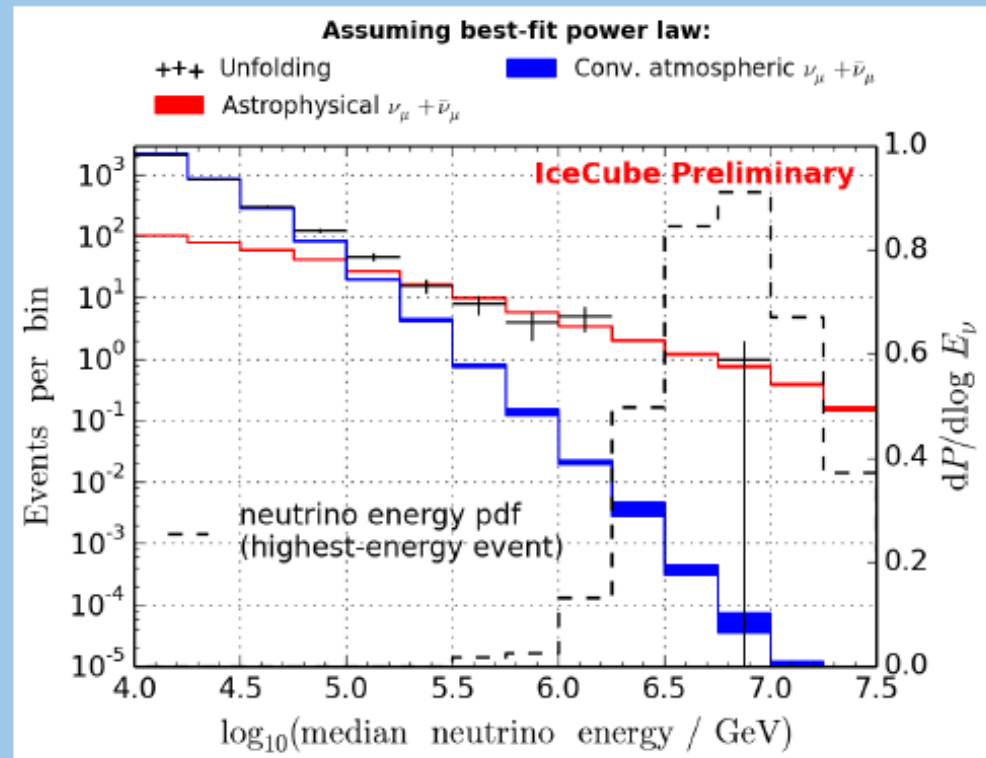 Assuming best-fit power law:
Unfolding
Conv. atmospheric νμ + ν̄μ
Astrophysical νμ + ν̄μ
IceCube Preliminary
10³
10²
10¹
10⁰
10⁻¹
10⁻²
10⁻³
10⁻⁴
10⁻⁵
Events per bin
1.0
0.8
0.6
0.4
0.2
0.0
dP/dlog Eν
neutrino energy pdf
(highest-energy event)
4.0 4.5 5.0 5.5 6.0 6.5 7.0 7.5
log₁₀(median neutrino energy / GeV)